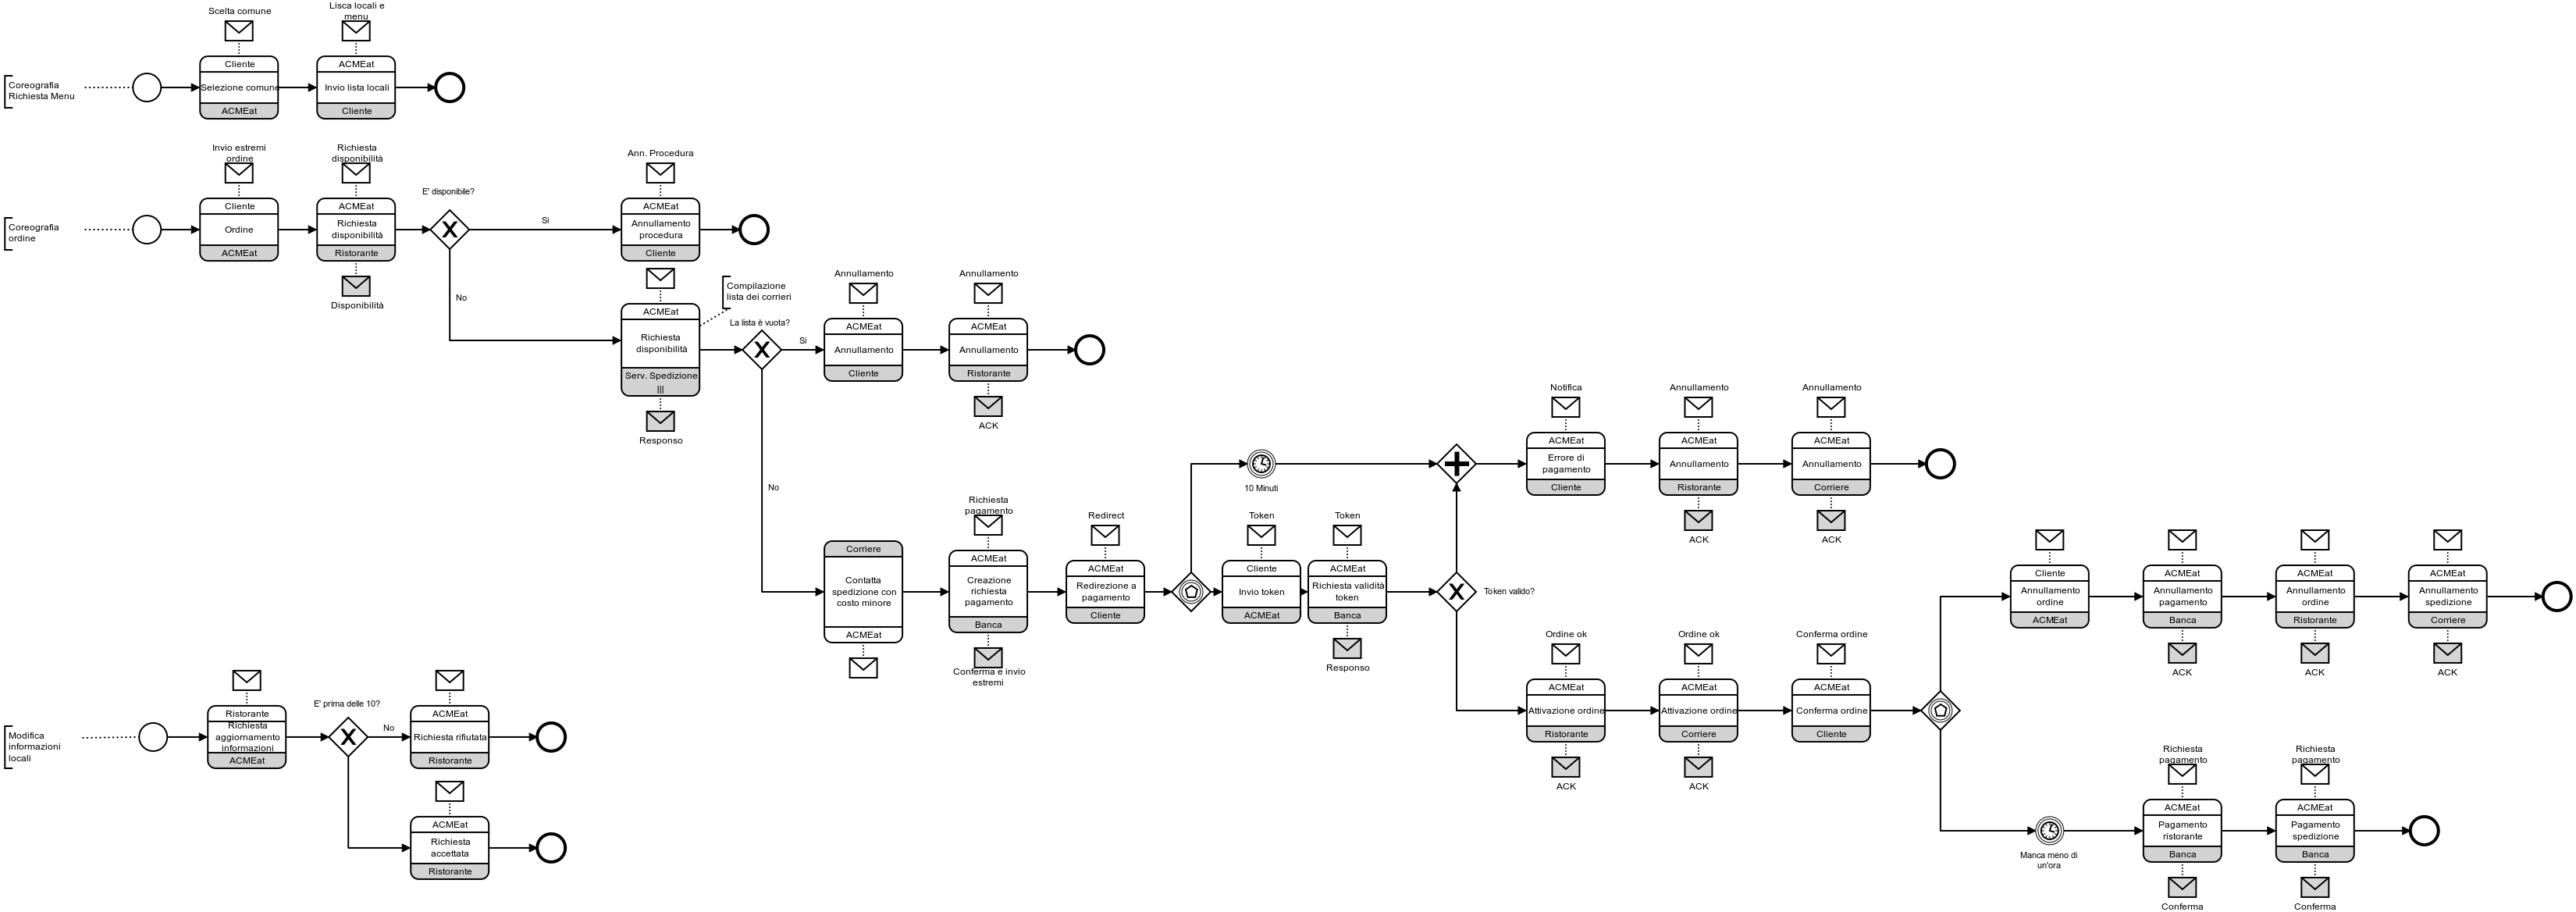 Scelta comune
Lisca locali e
menu
Coreografia
Richiesta Menu
Cliente
Selezione comune
ACMEat
ACMEat
Invio lista locali
Cliente
Invio estremi
ordine
Richiesta
disponibilità
E' disponibile?
Si
Ann. Procedura
Coreografia
ordine
Cliente
Ordine
ACMEat
ACMEat
Richiesta
disponibilità
Ristorante
Disponibilità
No
ACMEat
Annullamento
procedura
Cliente
Compilazione
lista dei corrieri
ACMEat
Richiesta
disponibilità
Serv. Spedizione
|||
Responso
La lista è vuota?
Si
No
Annullamento
ACMEat
Annullamento
Cliente
Annullamento
ACMEat
Annullamento
Ristorante
ACK
Corriere
Contatta
spedizione con
costo minore
ACMEat
Richiesta
pagamento
ACMEat
Creazione
richiesta
pagamento
Banca
Conferma e invio
estremi
Redirect
ACMEat
Redirezione a
pagamento
Cliente
10 Minuti
Token
Cliente
Invio token
ACMEat
Token
ACMEat
Richiesta validità
token
Banca
Responso
Token valido?
Notifica
ACMEat
Errore di
pagamento
Cliente
Annullamento
ACMEat
Annullamento
Ristorante
ACK
Annullamento
ACMEat
Annullamento
Corriere
ACK
Ordine ok
ACMEat
Attivazione ordine
Ristorante
ACK
Ordine ok
ACMEat
Attivazione ordine
Corriere
ACK
Conferma ordine
ACMEat
Conferma ordine
Cliente
Cliente
Annullamento
ordine
ACMEat
ACMEat
Annullamento
pagamento
Banca
ACK
ACMEat
Annullamento
ordine
Ristorante
ACK
ACMEat
Annullamento
spedizione
Corriere
ACK
Manca meno di
un'ora
Richiesta
pagamento
ACMEat
Pagamento
ristorante
Banca
Conferma
Richiesta
pagamento
ACMEat
Pagamento
spedizione
Banca
Conferma
Modifica
informazioni
locali
Ristorante
Richiesta
aggiornamento
informazioni
ACMEat
E' prima delle 10?
No
ACMEat
Richiesta rifiutata
Ristorante
ACMEat
Richiesta
accettata
Ristorante